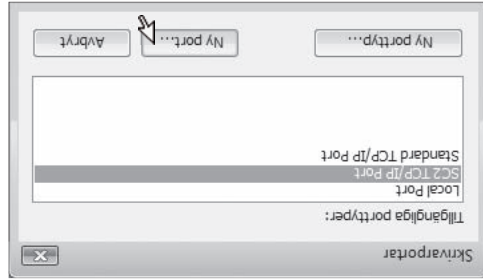 Skrivarportar
Tillgängliga porttyper:
Local Port
SC2 TCP/IP Port
Standard TCP/IP Port
Ny porttyp... Ny port... Avbryt